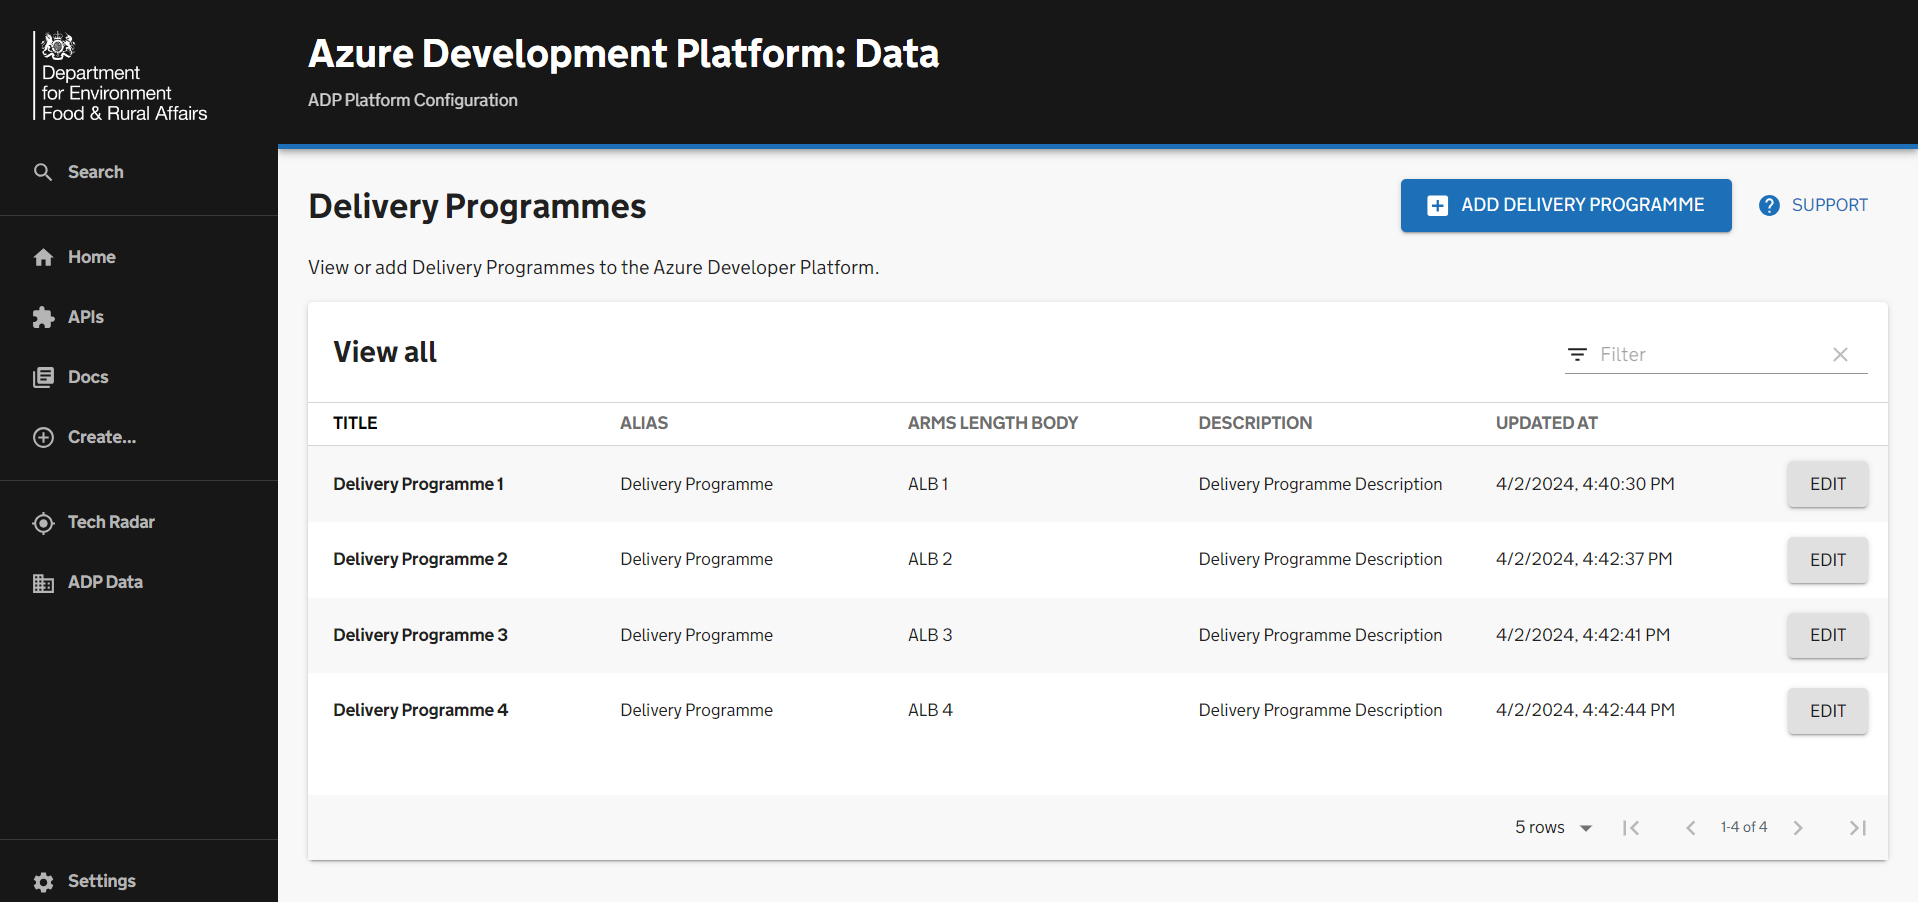 Department
for Environment
Food & Rural Affairs
Search
Home
APIs
Docs
Create...
Tech Radar
ADP Data
Settings
Azure Development Platform: Data
ADP Platform Configuration
Delivery Programmes
ADD DELIVERY PROGRAMME
SUPPORT
View or add Delivery Programmes to the Azure Developer Platform.
View all
Filter
TITLE ALIAS ARMS LENGTH BODY DESCRIPTION UPDATED AT
Delivery Programme 1 Delivery Programme ALB 1 Delivery Programme Description 4/2/2024, 4:40:30 PM EDIT
Delivery Programme 2 Delivery Programme ALB 2 Delivery Programme Description 4/2/2024, 4:42:37 PM EDIT
Delivery Programme 3 Delivery Programme ALB 3 Delivery Programme Description 4/2/2024, 4:42:41 PM EDIT
Delivery Programme 4 Delivery Programme ALB 4 Delivery Programme Description 4/2/2024, 4:42:44 PM EDIT
5 rows 1-4 of 4